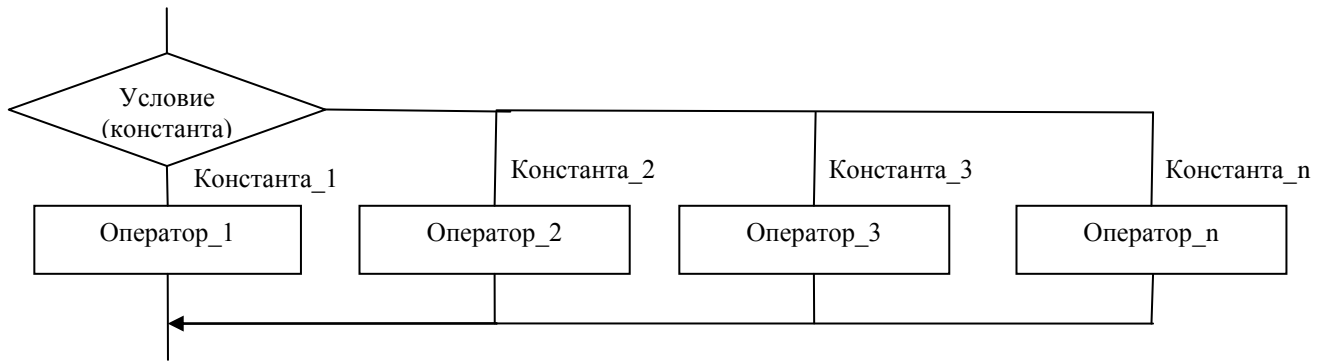 Условие
(константа)
Константа_1
Константа_2
Константа_3
Константа_n
Оператор_1
Оператор_2
Оператор_3
Оператор_n